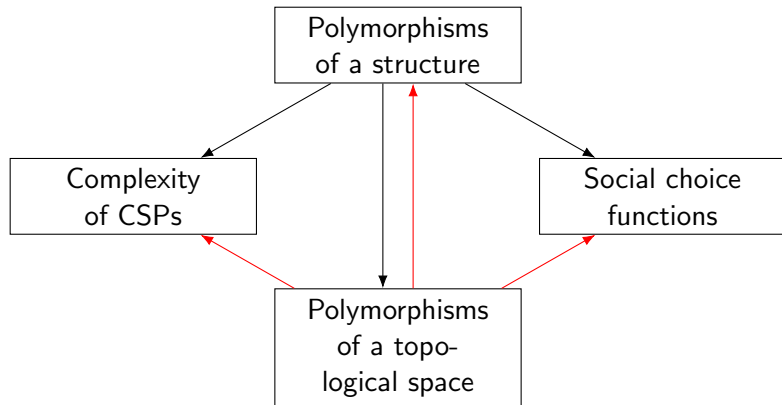 Polymorphisms
of a structure
Complexity
of CSPs
Social choice
functions
Polymorphisms
of a topo-
logical space